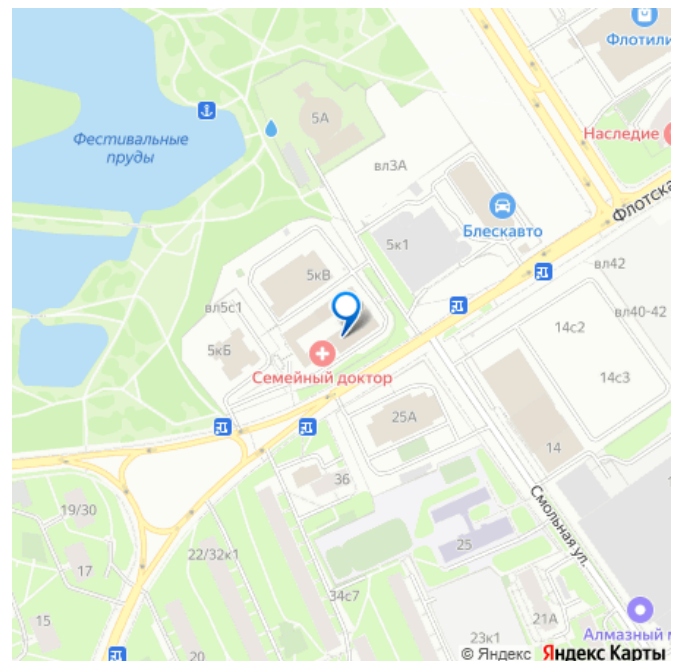 Флотили
5А
Наследие
Фестивальные
пруды
вл3А
Блескавто
Флотска
5к1
5кВ
вл42
вл5с1
вл40-42
14с2
5кБ
Семейный доктор
14с3
25А
14
36
Смольная ул.
19/30
22/32к1
25
17
34с7
15
21А
20
23к1
Алмазный м
© Яндекс Яндекс Карты